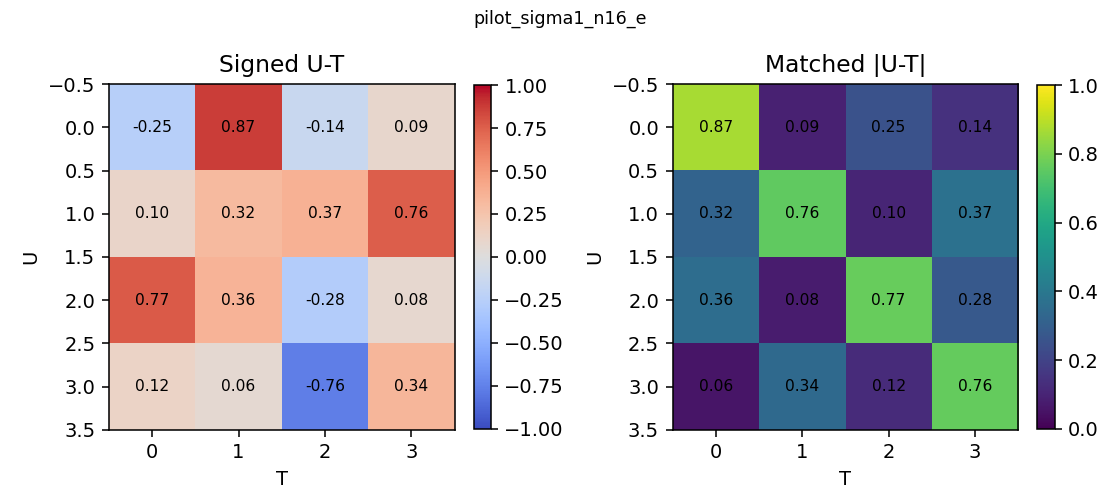 pilot_sigma1_n16_e
Signed U-T
−0.5
0.0
0.5
1.0
1.5
2.0
2.5
3.0
3.5
U
-0.25 0.87 -0.14 0.09
0.10 0.32 0.37 0.76
0.77 0.36 -0.28 0.08
0.12 0.06 -0.76 0.34
0 1 2 3
T
1.00
0.75
0.50
0.25
0.00
−0.25
−0.50
−0.75
−1.00
Matched |U-T|
−0.5
0.0
0.5
1.0
1.5
2.0
2.5
3.0
3.5
U
0.87 0.09 0.25 0.14
0.32 0.76 0.10 0.37
0.36 0.08 0.77 0.28
0.06 0.34 0.12 0.76
0 1 2 3
T
1.0
0.8
0.6
0.4
0.2
0.0